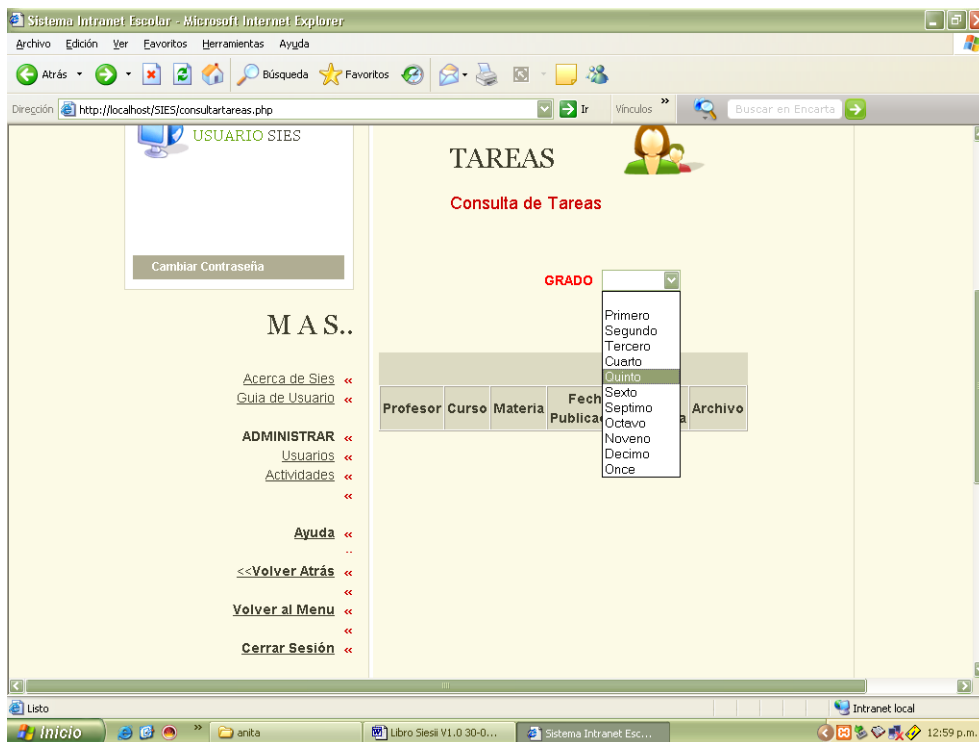 Sistema Intranet Escolar - Microsoft Internet Explorer
Archivo Edición Ver Favoritos Herramientas Ayuda
Atrás Búsqueda Favoritos
Dirección http://localhost/SIES/consultartareas.php Ir Vínculos » Buscar en Encarta
USUARIO SIES
Cambiar Contraseña
M A S..
Acerca de Sies «
Guia de Usuario «
ADMINISTRAR «
Usuarios «
Actividades «
«
Ayuda «
..
<<Volver Atrás «
«
Volver al Menu «
«
Cerrar Sesión «
TAREAS
Consulta de Tareas
GRADO
Primero
Segundo
Tercero
Cuarto
Quinto
Sexto
Septimo
Octavo
Noveno
Decimo
Once
Profesor Curso Materia Archivo
Listo Intranet local
Inicio » anita Libro Siesii V1.0 30-0... Sistema Intranet Esc... 12:59 p.m.